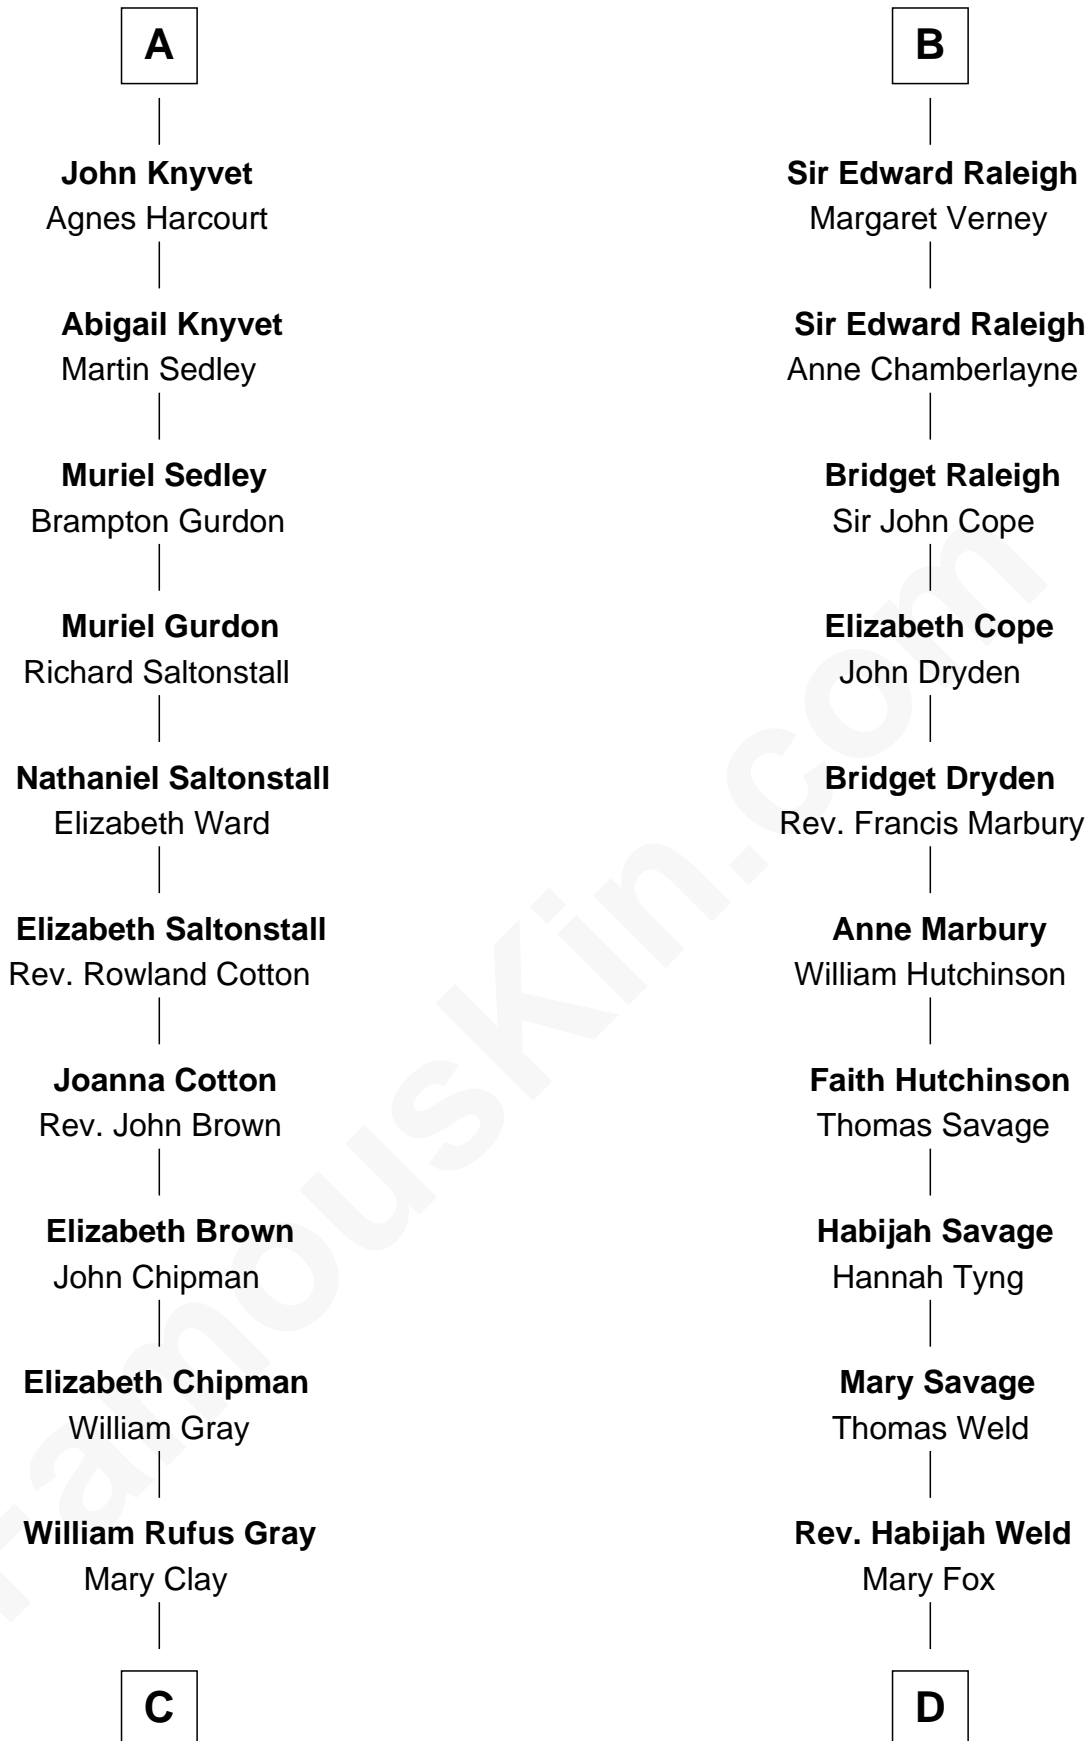 A
John Knyvet
Agnes Harcourt
Abigail Knyvet
Martin Sedley
Muriel Sedley
Brampton Gurdon
Muriel Gurdon
Richard Saltonstall
Nathaniel Saltonstall
Elizabeth Ward
Elizabeth Saltonstall
Rev. Rowland Cotton
Joanna Cotton
Rev. John Brown
Elizabeth Brown
John Chipman
Elizabeth Chipman
William Gray
William Rufus Gray
Mary Clay
C
B
Sir Edward Raleigh
Margaret Verney
Sir Edward Raleigh
Anne Chamberlayne
Bridget Raleigh
Sir John Cope
Elizabeth Cope
John Dryden
Bridget Dryden
Rev. Francis Marbury
Anne Marbury
William Hutchinson
Faith Hutchinson
Thomas Savage
Habijah Savage
Hannah Tyng
Mary Savage
Thomas Weld
Rev. Habijah Weld
Mary Fox
D
FamousKin.com